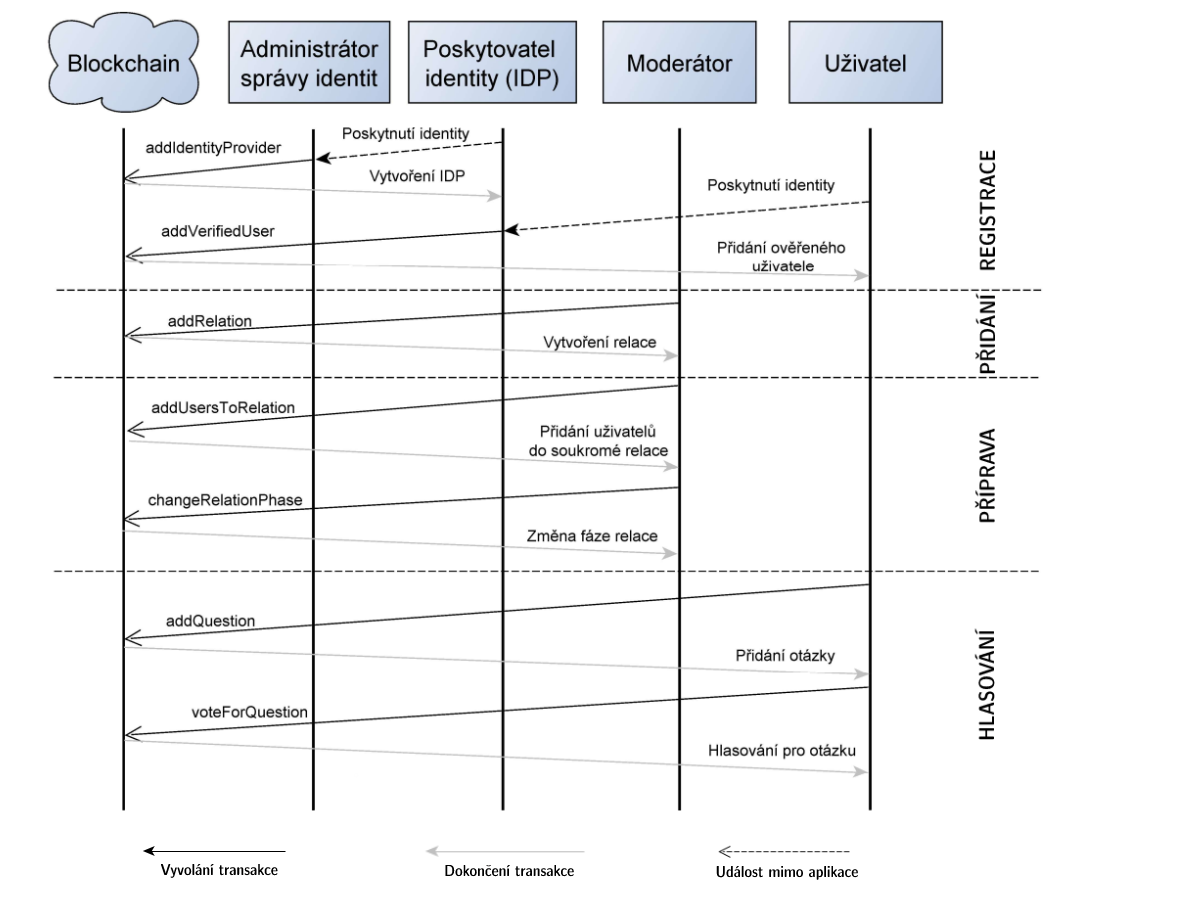 Blockchain
Administrátor
správy identit
Poskytovatel
identity (IDP)
Moderátor
Uživatel
Poskytnutí identity
addIdentityProvider
Vytvoření IDP
Poskytnutí identity
addVerifiedUser
Přidání ověřeného
uživatele
REGISTRACE
addRelation
Vytvoření relace
PŘIDÁNÍ
addUsersToRelation
Přidání uživatelů
do soukromé relace
changeRelationPhase
Změna fáze relace
PŘÍPRAVA
addQuestion
Přidání otázky
voteForQuestion
Hlasování pro otázku
HLASOVÁNÍ
Vyvolání transakce
Dokončení transakce
Událost mimo aplikace